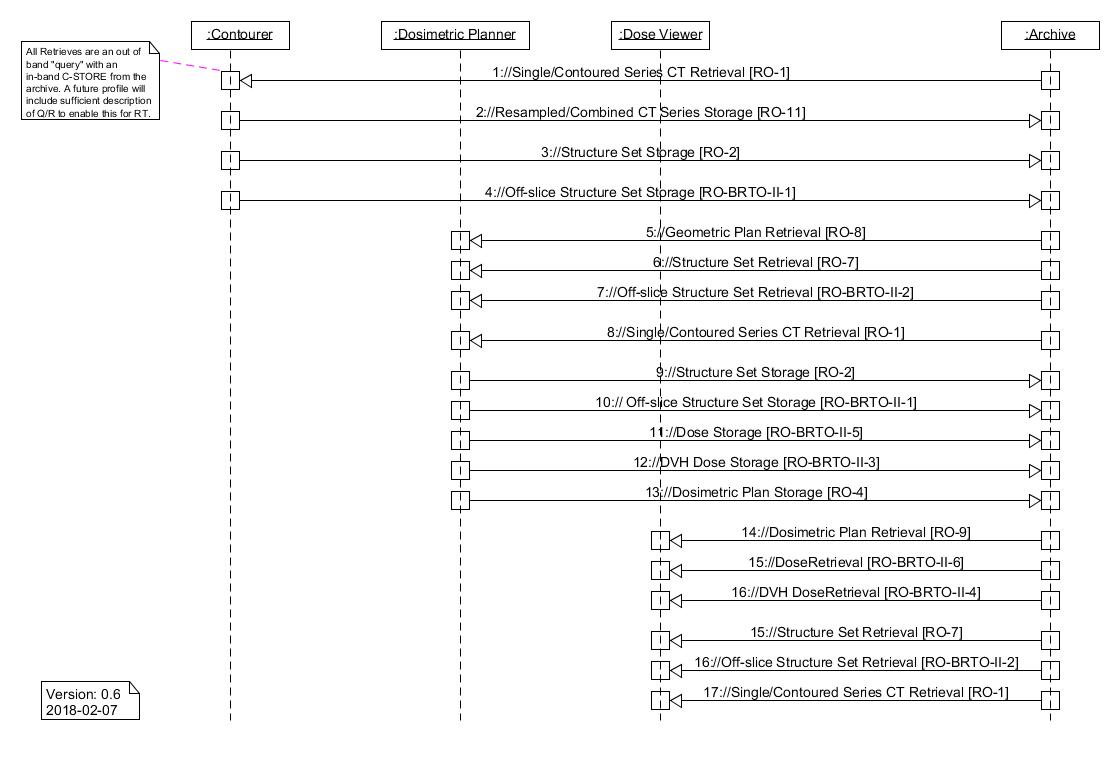 :Contourer
:Dosimetric Planner
:Dose Viewer
:Archive
All Retrieves are an out of
band "query" with an
in-band C-STORE from the
archive. A future profile will
include sufficient description
of Q/R to enable this for RT.
1://Single/Contoured Series CT Retrieval [RO-1]
2://Resampled/Combined CT Series Storage [RO-11]
3://Structure Set Storage [RO-2]
4://Off-slice Structure Set Storage [RO-BRTO-II-1]
5://Geometric Plan Retrieval [RO-8]
6://Structure Set Retrieval [RO-7]
7://Off-slice Structure Set Retrieval [RO-BRTO-II-2]
8://Single/Contoured Series CT Retrieval [RO-1]
9://Structure Set Storage [RO-2]
10:// Off-slice Structure Set Storage [RO-BRTO-II-1]
11://Dose Storage [RO-BRTO-II-5]
12://DVH Dose Storage [RO-BRTO-II-3]
13://Dosimetric Plan Storage [RO-4]
14://Dosimetric Plan Retrieval [RO-9]
15://DoseRetrieval [RO-BRTO-II-6]
16://DVH DoseRetrieval [RO-BRTO-II-4]
15://Structure Set Retrieval [RO-7]
16://Off-slice Structure Set Retrieval [RO-BRTO-II-2]
17://Single/Contoured Series CT Retrieval [RO-1]
Version: 0.6
2018-02-07